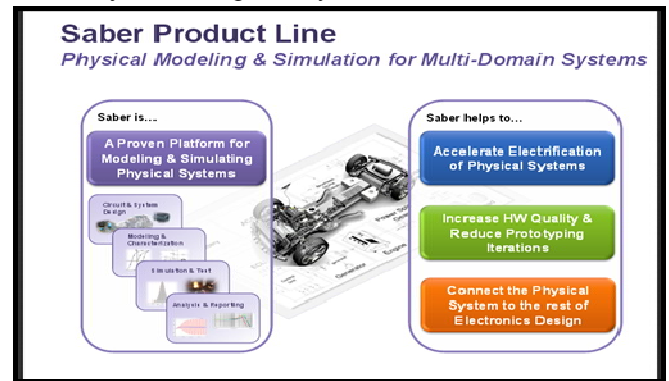 Saber Product Line
Physical Modeling & Simulation for Multi-Domain Systems
Saber is...
A Proven Platform for
Modeling & Simulating
Physical Systems
Circuit & System
Design
Modeling &
Characterization
Simulation & Test
Analysis & Reporting
Saber helps to...
Accelerate Electrification
of Physical Systems
Increase HW Quality &
Reduce Prototyping
Iterations
Connect the Physical
System to the rest of
Electronics Design
Generator
Engine